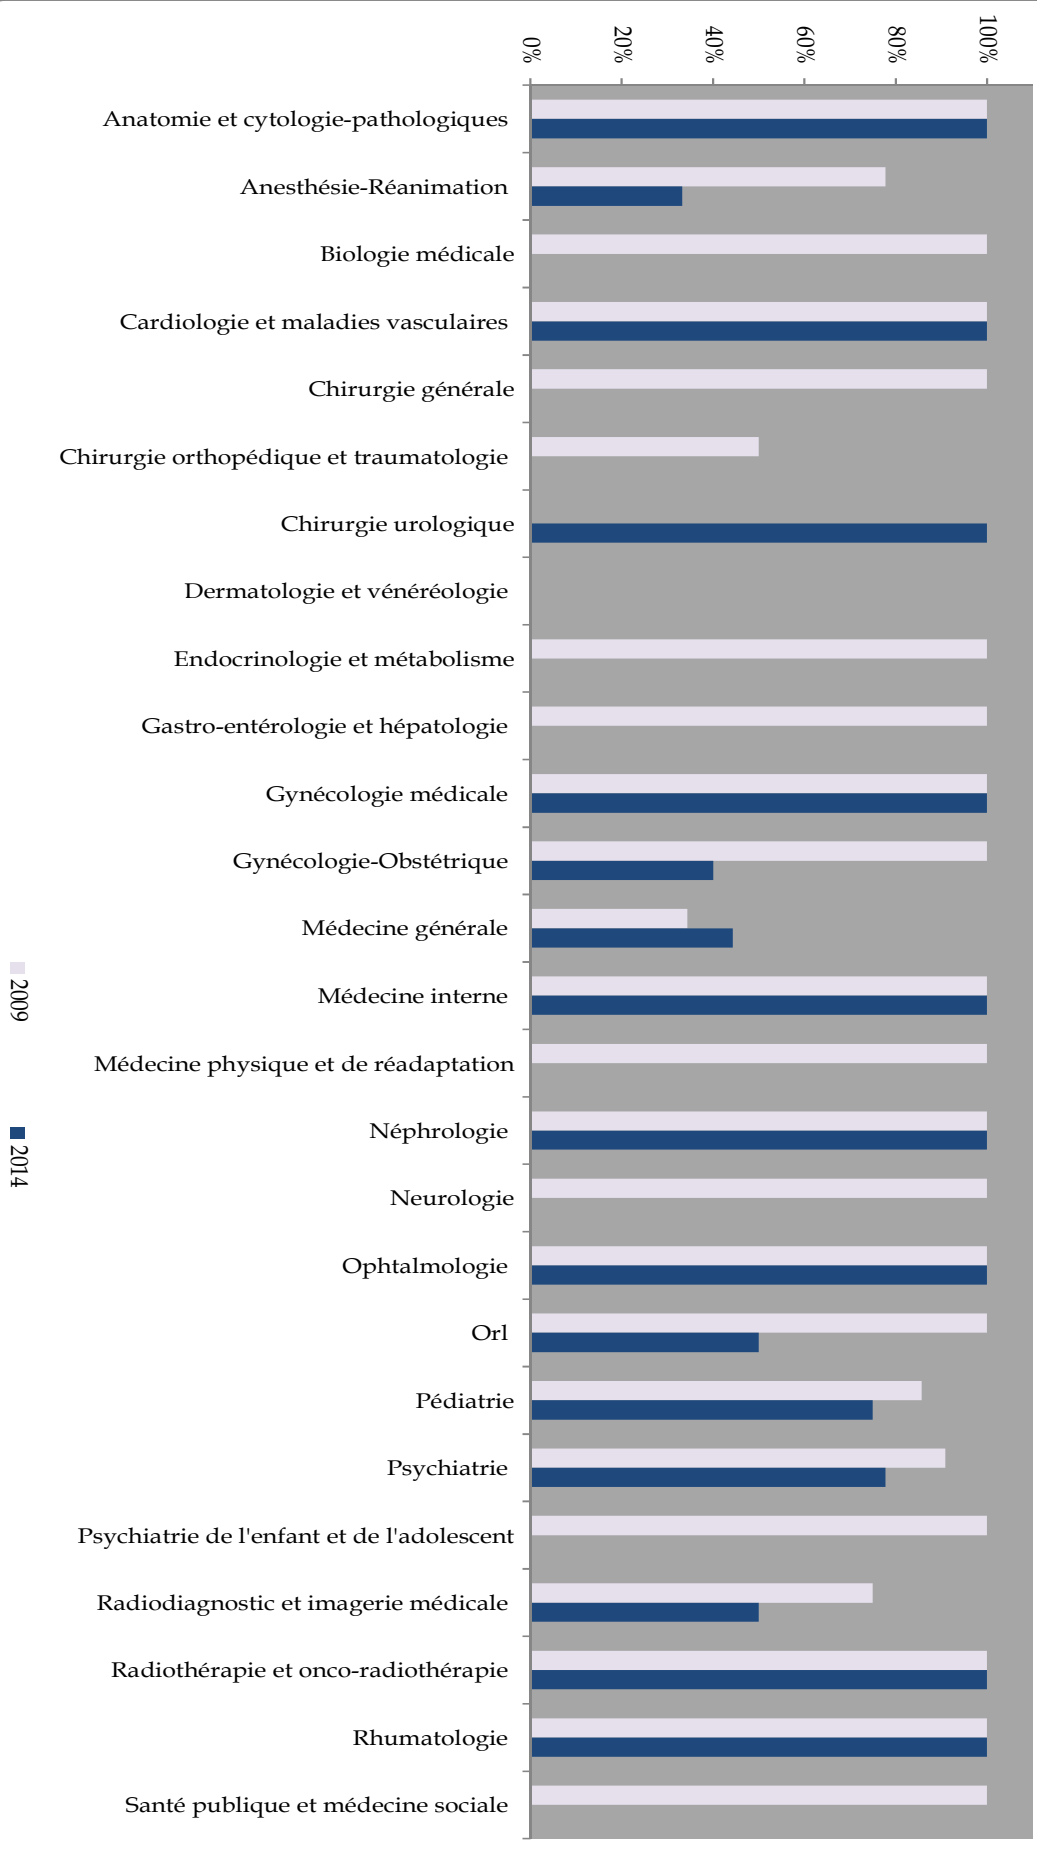 100%
80%
60%
40%
20%
0%
Anatomie et cytologie-pathologiques
Anesthésie-Réanimation
Biologie médicale
Cardiologie et maladies vasculaires
Chirurgie générale
Chirurgie orthopédique et traumatologie
Chirurgie urologique
Dermatologie et vénéréologie
Endocrinologie et métabolisme
Gastro-entérologie et hépatologie
Gynécologie médicale
Gynécologie-Obstétrique
Médecine générale
Médecine interne
Médecine physique et de réadaptation
Néphrologie
Neurologie
Ophtalmologie
Orl
Pédiatrie
Psychiatrie
Psychiatrie de l'enfant et de l'adolescent
Radiodiagnostic et imagerie médicale
Radiothérapie et onco-radiothérapie
Rhumatologie
Santé publique et médecine sociale
2009
2014